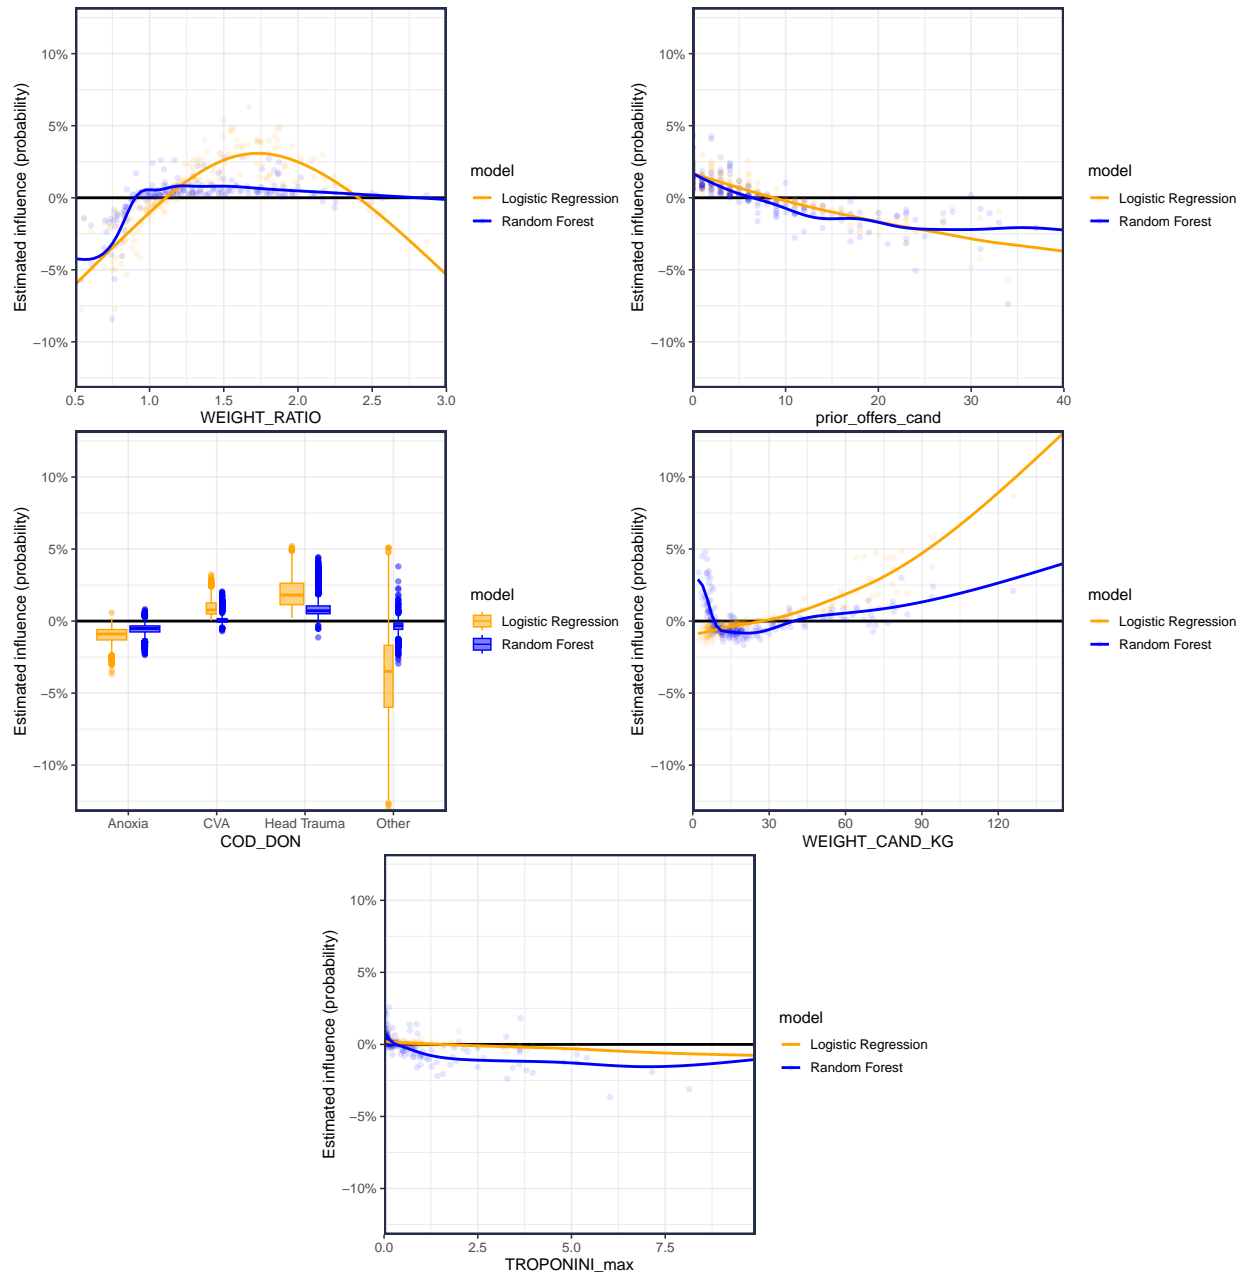 Estimated influence (probability)
10%
5%
0%
−5%
−10%
0.5 1.0 1.5 2.0 2.5 3.0
WEIGHT_RATIO
model
Logistic Regression
Random Forest
Estimated influence (probability)
10%
5%
0%
−5%
−10%
0 10 20 30 40
prior_offers_cand
model
Logistic Regression
Random Forest
Estimated influence (probability)
10%
5%
0%
−5%
−10%
Anoxia CVA Head Trauma Other
COD_DON
model
Logistic Regression
Random Forest
Estimated influence (probability)
10%
5%
0%
−5%
−10%
0 30 60 90 120
WEIGHT_CAND_KG
model
Logistic Regression
Random Forest
Estimated influence (probability)
10%
5%
0%
−5%
−10%
0.0 2.5 5.0 7.5
TROPONINI_max
model
Logistic Regression
Random Forest